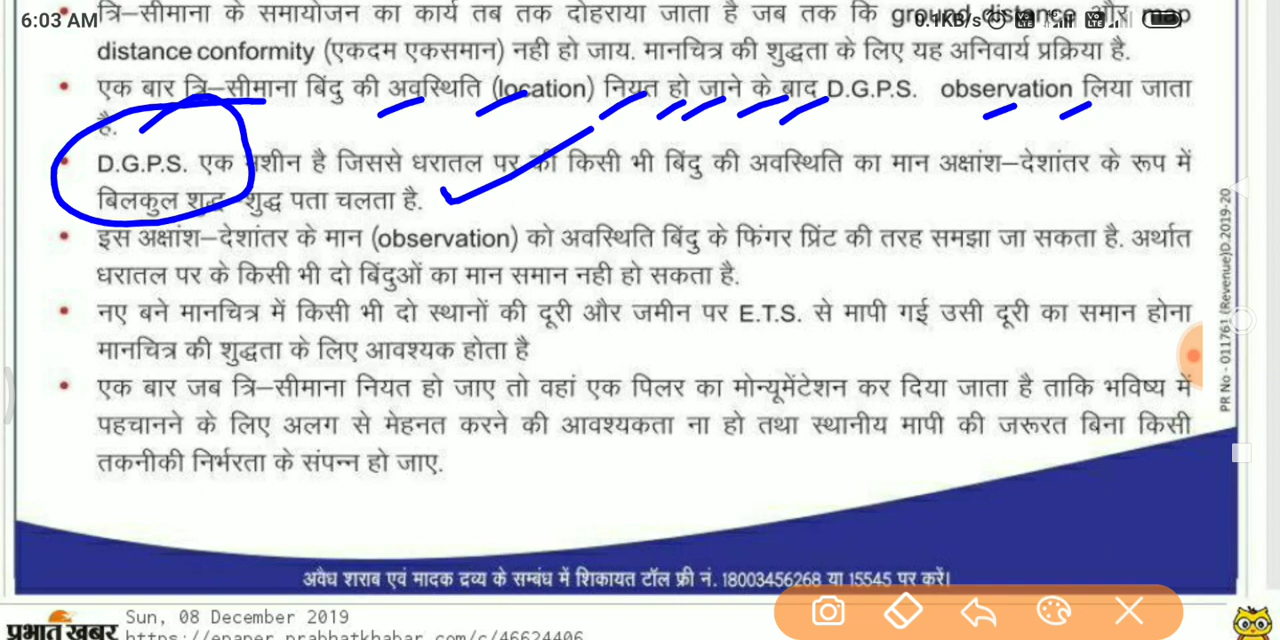 6:03 AM
0.1KB/s
त्रि–सीमाना के समायोजन का कार्य तब तक दोहराया जाता है जब तक कि ground distance और map
distance conformity (एकदम एकसमान) नही हो जाय. मानचित्र की शुद्धता के लिए यह अनिवार्य प्रक्रिया है.
एक बार त्रि–सीमाना बिंदु की अवस्थिति (location) नियत हो जाने के बाद D.G.P.S. observation लिया जाता
है.
D.G.P.S. एक मशीन है जिससे धरातल पर की किसी भी बिंदु की अवस्थिति का मान अक्षांश–देशांतर के रूप में
बिलकुल शुद्ध–शुद्ध पता चलता है.
इस अक्षांश–देशांतर के मान (observation) को अवस्थिति बिंदु के फिंगर प्रिंट की तरह समझा जा सकता है. अर्थात
धरातल पर के किसी भी दो बिंदुओं का मान समान नही हो सकता है.
नए बने मानचित्र में किसी भी दो स्थानों की दूरी और जमीन पर E.T.S. से मापी गई उसी दूरी का समान होना
मानचित्र की शुद्धता के लिए आवश्यक होता है
एक बार जब त्रि–सीमाना नियत हो जाए तो वहां एक पिलर का मोन्यूमेंटेशन कर दिया जाता है ताकि भविष्य में
पहचानने के लिए अलग से मेहनत करने की आवश्यकता ना हो तथा स्थानीय मापी की जरूरत बिना किसी
तकनीकी निर्भरता के संपन्न हो जाए.
PR No - 011761 (Revenue)D.2019-20
अवैध शराब एवं मादक द्रव्य के सम्बंध में शिकायत टॉल फ्री नं. 18003456268 या 15545 पर करें।
प्रभात खबर
Sun, 08 December 2019
https://epaper.prabhatkhabar.com/c/46624406